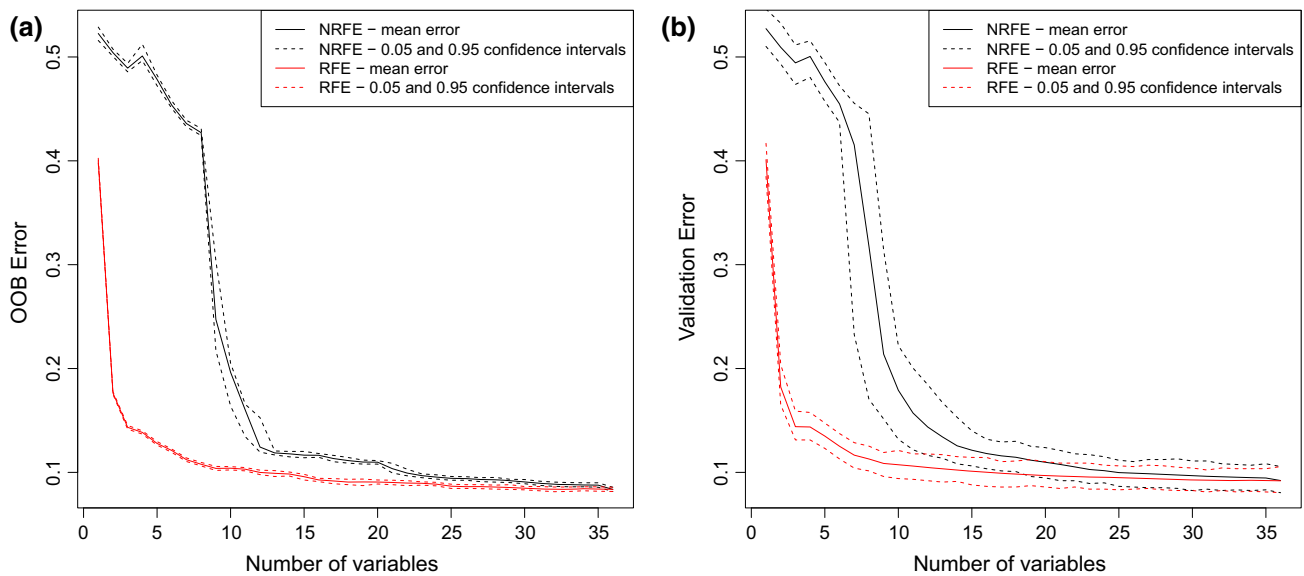 (a)
NRFE − mean error
NRFE − 0.05 and 0.95 confidence intervals
RFE − mean error
RFE − 0.05 and 0.95 confidence intervals
0.5
0.4
0.3
0.2
0.1
OOB Error
0 5 10 15 20 25 30 35
Number of variables
(b)
NRFE − mean error
NRFE − 0.05 and 0.95 confidence intervals
RFE − mean error
RFE − 0.05 and 0.95 confidence intervals
0.5
0.4
0.3
0.2
0.1
Validation Error
0 5 10 15 20 25 30 35
Number of variables